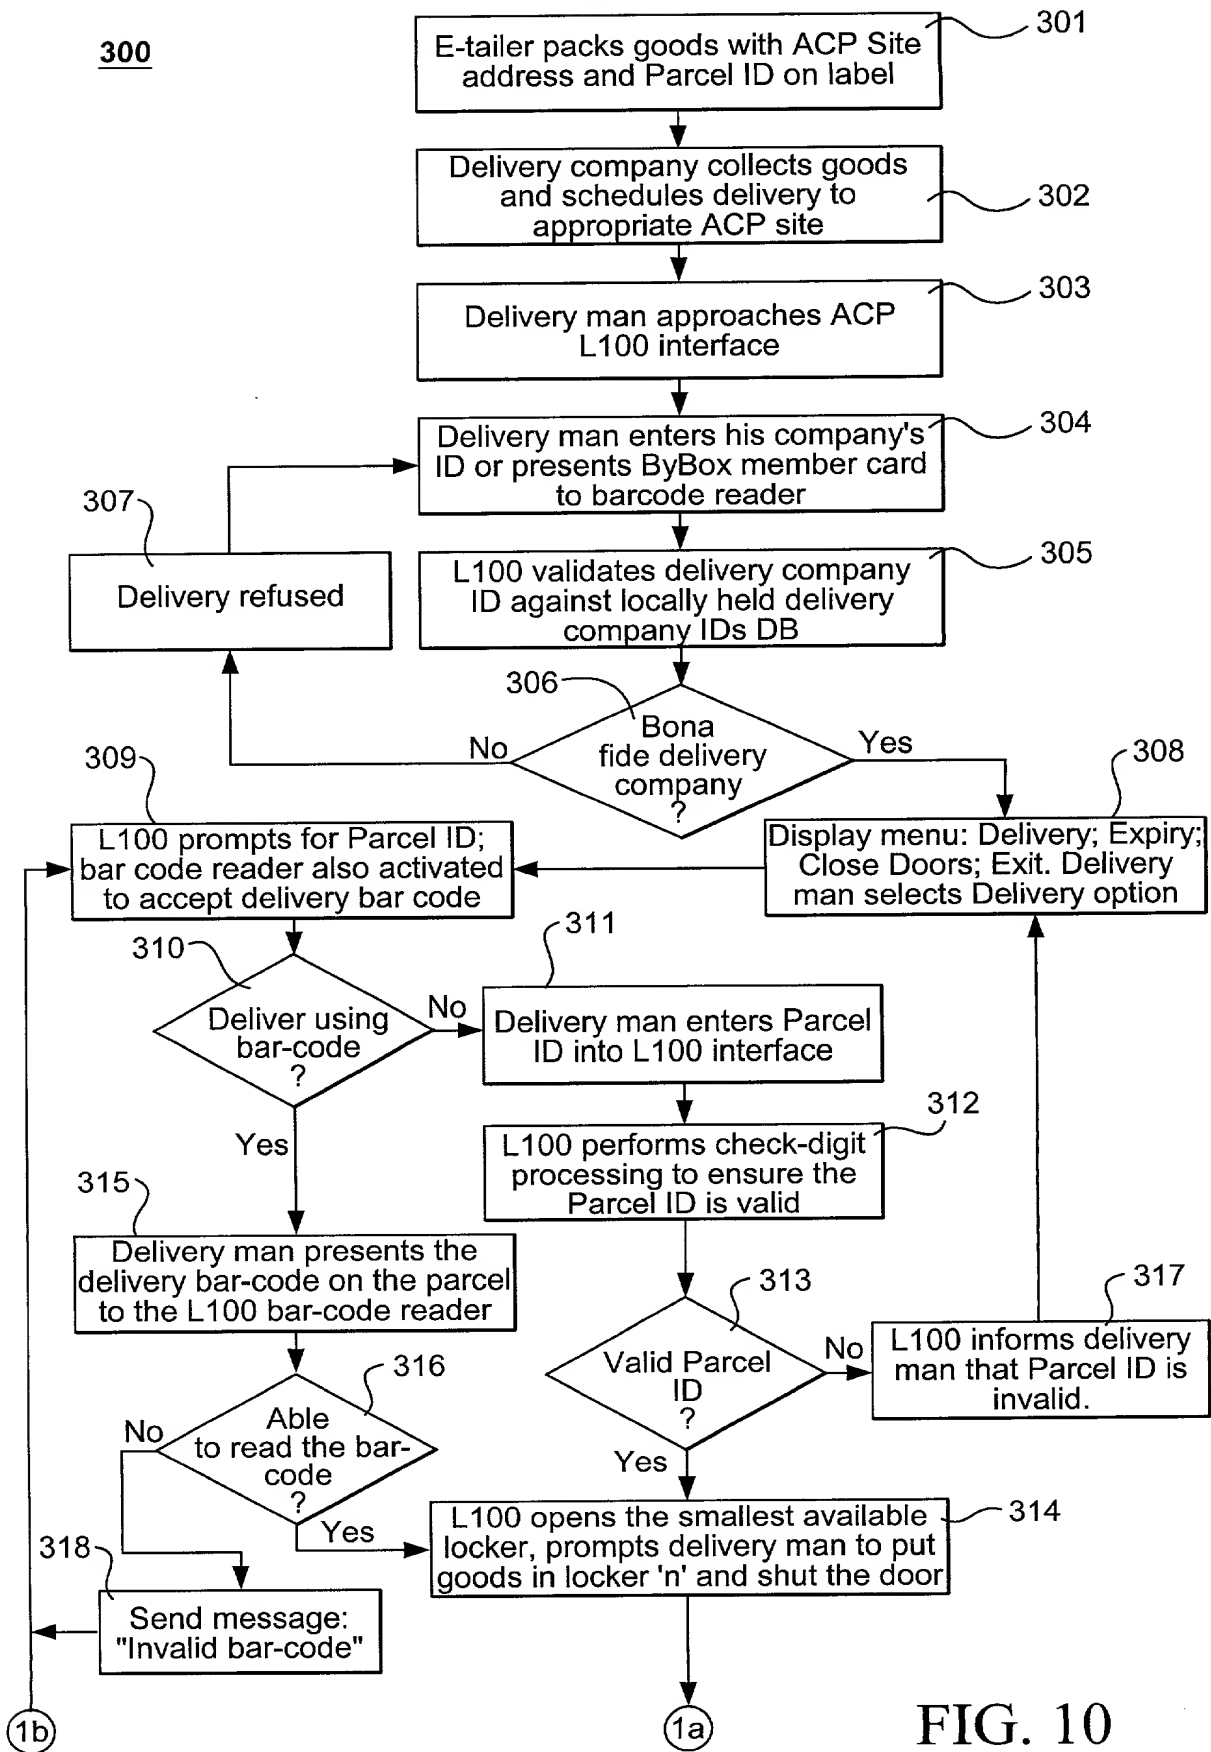 300
301
E-tailer packs goods with ACP Site
address and Parcel ID on label
Delivery company collects goods
and schedules delivery to
appropriate ACP site
302
303
Delivery man approaches ACP
L100 interface
304
Delivery man enters his company's
ID or presents ByBox member card
to barcode reader
307
Delivery refused
305
L100 validates delivery company
ID against locally held delivery
company IDs DB
306
Bona
fide delivery
company
?
No
Yes
308
Display menu: Delivery; Expiry;
Close Doors; Exit. Delivery
man selects Delivery option
309
L100 prompts for Parcel ID;
bar code reader also activated
to accept delivery bar code
310
Deliver using
bar-code
?
No
311
Delivery man enters Parcel
ID into L100 interface
312
L100 performs check-digit
processing to ensure the
Parcel ID is valid
Yes
315
Delivery man presents the
delivery bar-code on the parcel
to the L100 bar-code reader
313
Valid Parcel
ID
?
No
317
L100 informs delivery
man that Parcel ID is
invalid.
316
Able
to read the bar-
code
?
No
Yes
Yes
314
L100 opens the smallest available
locker, prompts delivery man to put
goods in locker 'n' and shut the door
318
Send message:
"Invalid bar-code"
1b
1a
FIG. 10